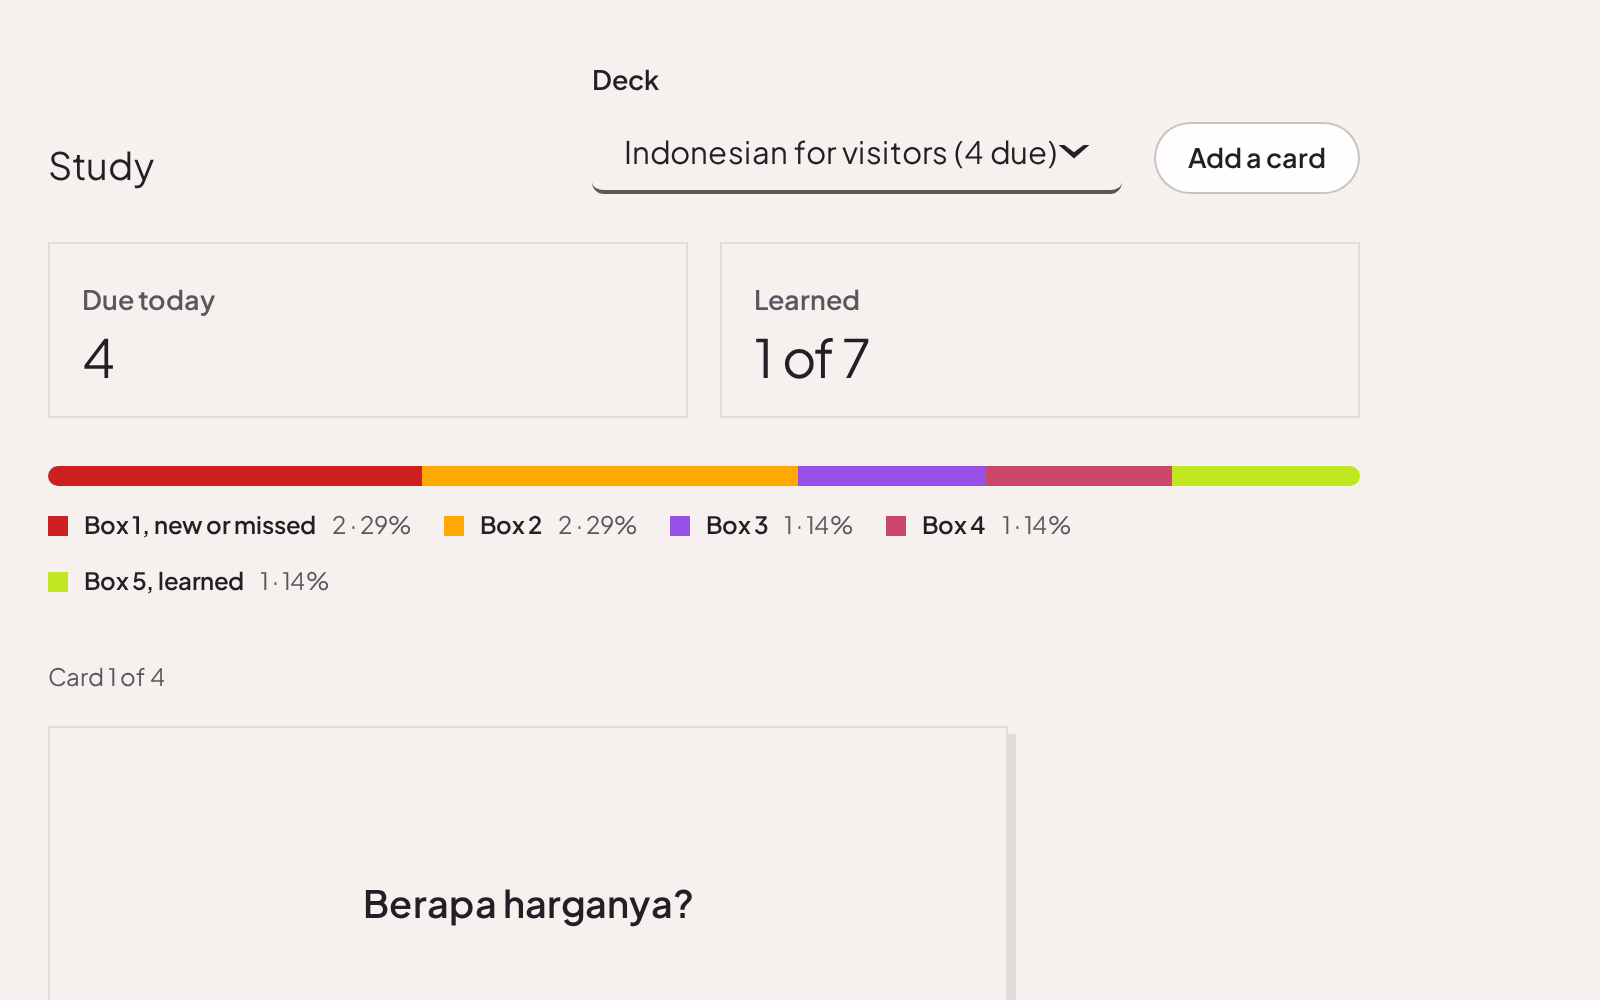 Deck
Study
Indonesian for visitors (4 due)
Add a card
Due today
4
Learned
1 of 7
Box 1, new or missed 2 · 29%
Box 2 2 · 29%
Box 3 1 · 14%
Box 4 1 · 14%
Box 5, learned 1 · 14%
Card 1 of 4
Berapa harganya?